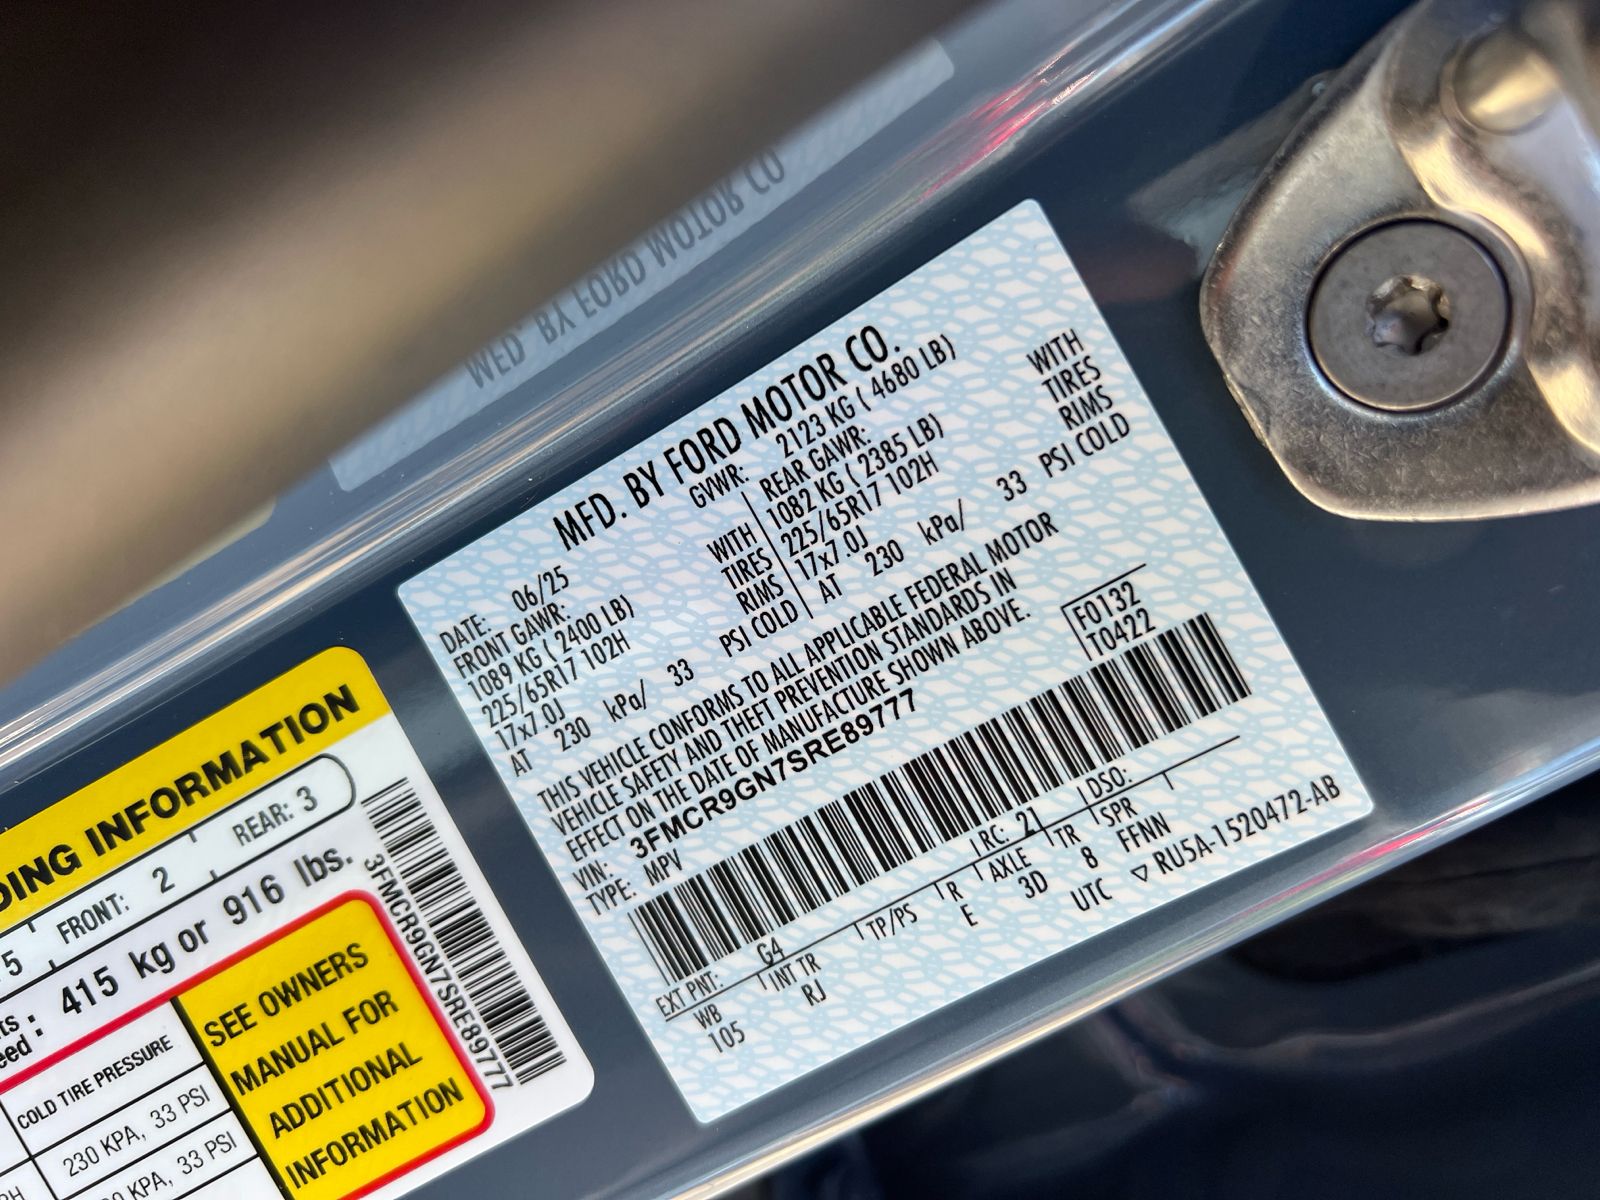 MFD. BY FORD MOTOR CO
MFD. BY FORD MOTOR CO.
GVWR: 2123 KG ( 4680 LB)
DATE: 06/25
FRONT GAWR:
1089 KG ( 2400 LB) WITH
225/65R17 102H TIRES
17x7.0J RIMS
AT 230 kPa/ 33 PSI COLD
REAR GAWR:
1082 KG ( 2385 LB) WITH
225/65R17 102H TIRES
17x7.0J RIMS
AT 230 kPa/ 33 PSI COLD
THIS VEHICLE CONFORMS TO ALL APPLICABLE FEDERAL MOTOR
VEHICLE SAFETY AND THEFT PREVENTION STANDARDS IN
EFFECT ON THE DATE OF MANUFACTURE SHOWN ABOVE.
VIN: 3FMCR9GN7SRE89777
TYPE: MPV
F0132
T0422
EXT PNT: G4 RC: 21 DSO:
WB INT TR TP/PS R AXLE TR SPR
105 RJ E 3D 8 FFNN
UTC ▽ RU5A-1520472-AB
DING INFORMATION
5 FRONT: 2 REAR: 3
415 kg or 916 lbs.
COLD TIRE PRESSURE
230 KPA, 33 PSI
KPA, 33 PSI
SEE OWNERS
MANUAL FOR
ADDITIONAL
INFORMATION
3FMCR9GN7SRE89777